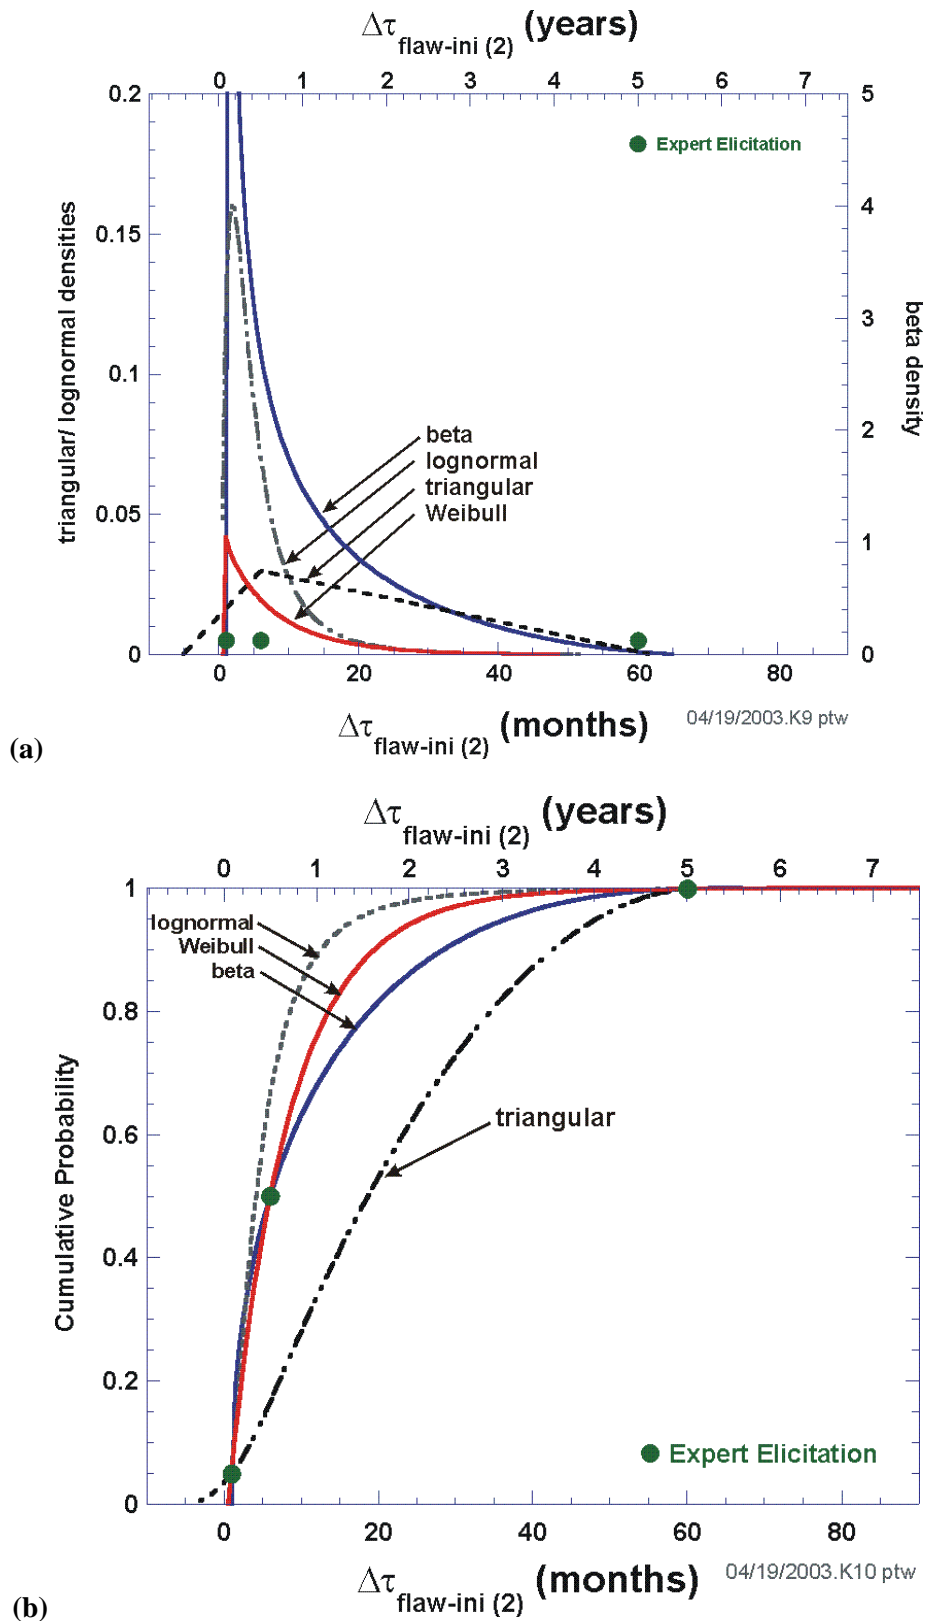 Δτ flaw-ini (2) (years)
0 1 2 3 4 5 6 7
0.2
0.15
0.1
0.05
0
triangular/ lognormal densities
5
4
3
2
1
0
beta density
Expert Elicitation
beta
lognormal
triangular
Weibull
0 20 40 60 80
Δτ flaw-ini (2) (months)
04/19/2003.K9 ptw
(a)
Δτ flaw-ini (2) (years)
0 1 2 3 4 5 6 7
1
0.8
0.6
0.4
0.2
0
Cumulative Probability
lognormal
Weibull
beta
triangular
Expert Elicitation
0 20 40 60 80
Δτ flaw-ini (2) (months)
04/19/2003.K10 ptw
(b)